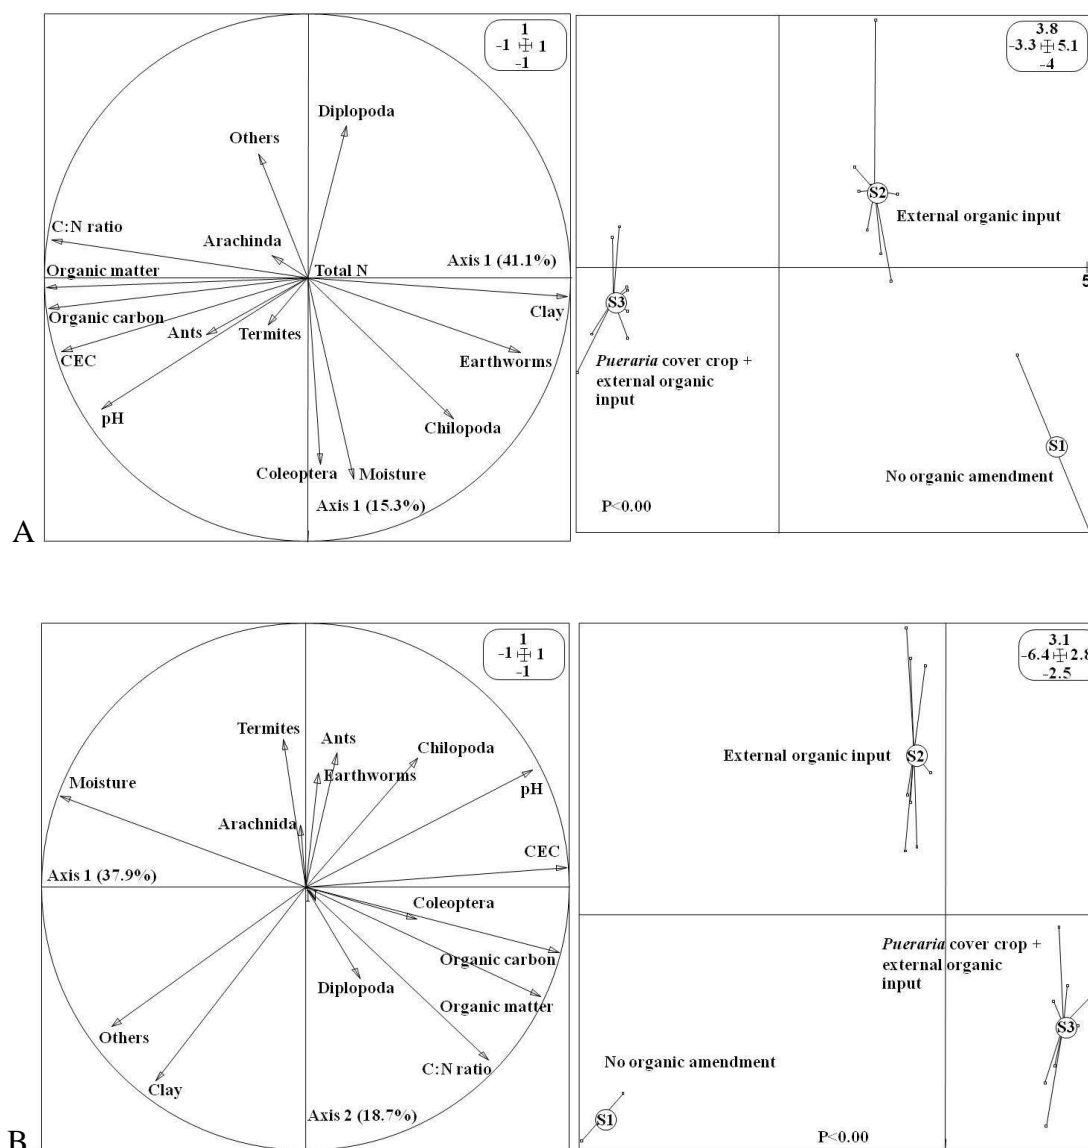 1
-1 1
-1
Diplopoda
Others
C:N ratio
Arachinda
Organic matter
Total N
Axis 1 (41.1%)
Organic carbon
Clay
Ants
Termites
CEC
Earthworms
pH
Chilopoda
Coleoptera
Moisture
Axis 1 (15.3%)
3.8
-3.3 5.1
-4
S2
External organic input
5
S3
Pueraria cover crop +
external organic
input
S1
No organic amendment
P<0.00
A
1
-1 1
-1
Termites
Ants
Chilopoda
Moisture
Earthworms
pH
Arachnida
CEC
Axis 1 (37.9%)
N
Coleoptera
Organic carbon
Diplopoda
Organic matter
Others
C:N ratio
Clay
Axis 2 (18.7%)
3.1
-6.4 2.8
-2.5
External organic input
S2
Pueraria cover crop +
external organic
input
S3
No organic amendment
S1
P<0.00
B